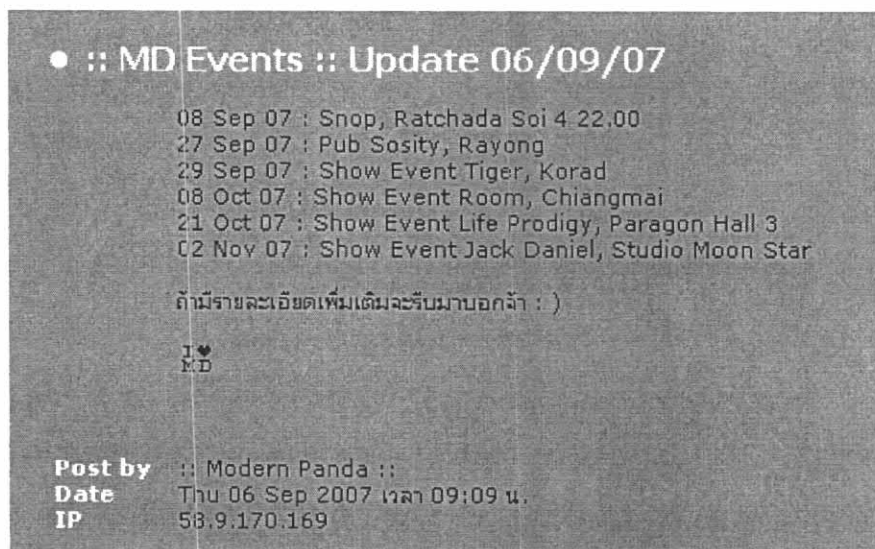 • :: MD Events :: Update 06/09/07
08 Sep 07 : Snop, Ratchada Soi 4 22.00
27 Sep 07 : Pub Sosity, Rayong
29 Sep 07 : Show Event Tiger, Korad
08 Oct 07 : Show Event Room, Chiangmai
21 Oct 07 : Show Event Life Prodigy, Paragon Hall 3
02 Nov 07 : Show Event Jack Daniel, Studio Moon Star
ถ้ามีรายละเอียดเพิ่มเติมจะรีบมาบอกจ้า : )
I ♥
MD
Post by :: Modern Panda ::
Date Thu 06 Sep 2007 เวลา 09:09 น.
IP 58.9.170.169